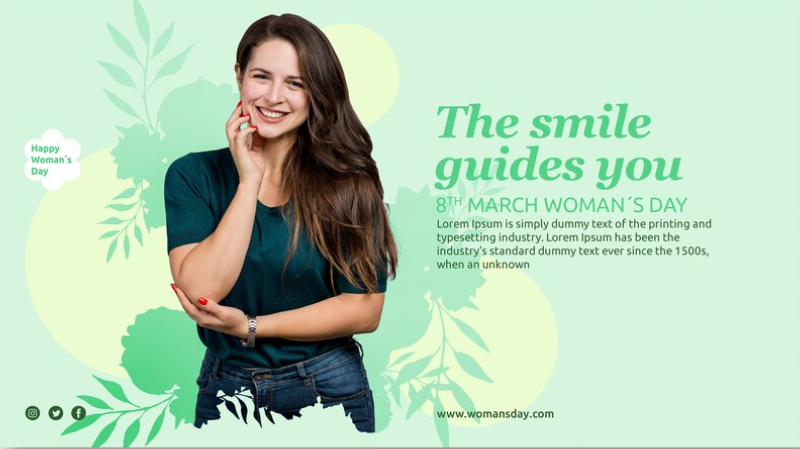 Happy
Woman`s
Day
The smile
guides you
8TH MARCH WOMAN´S DAY
Lorem Ipsum is simply dummy text of the printing and
typesetting industry. Lorem Ipsum has been the
industry's standard dummy text ever since the 1500s,
when an unknown
www.womansday.com